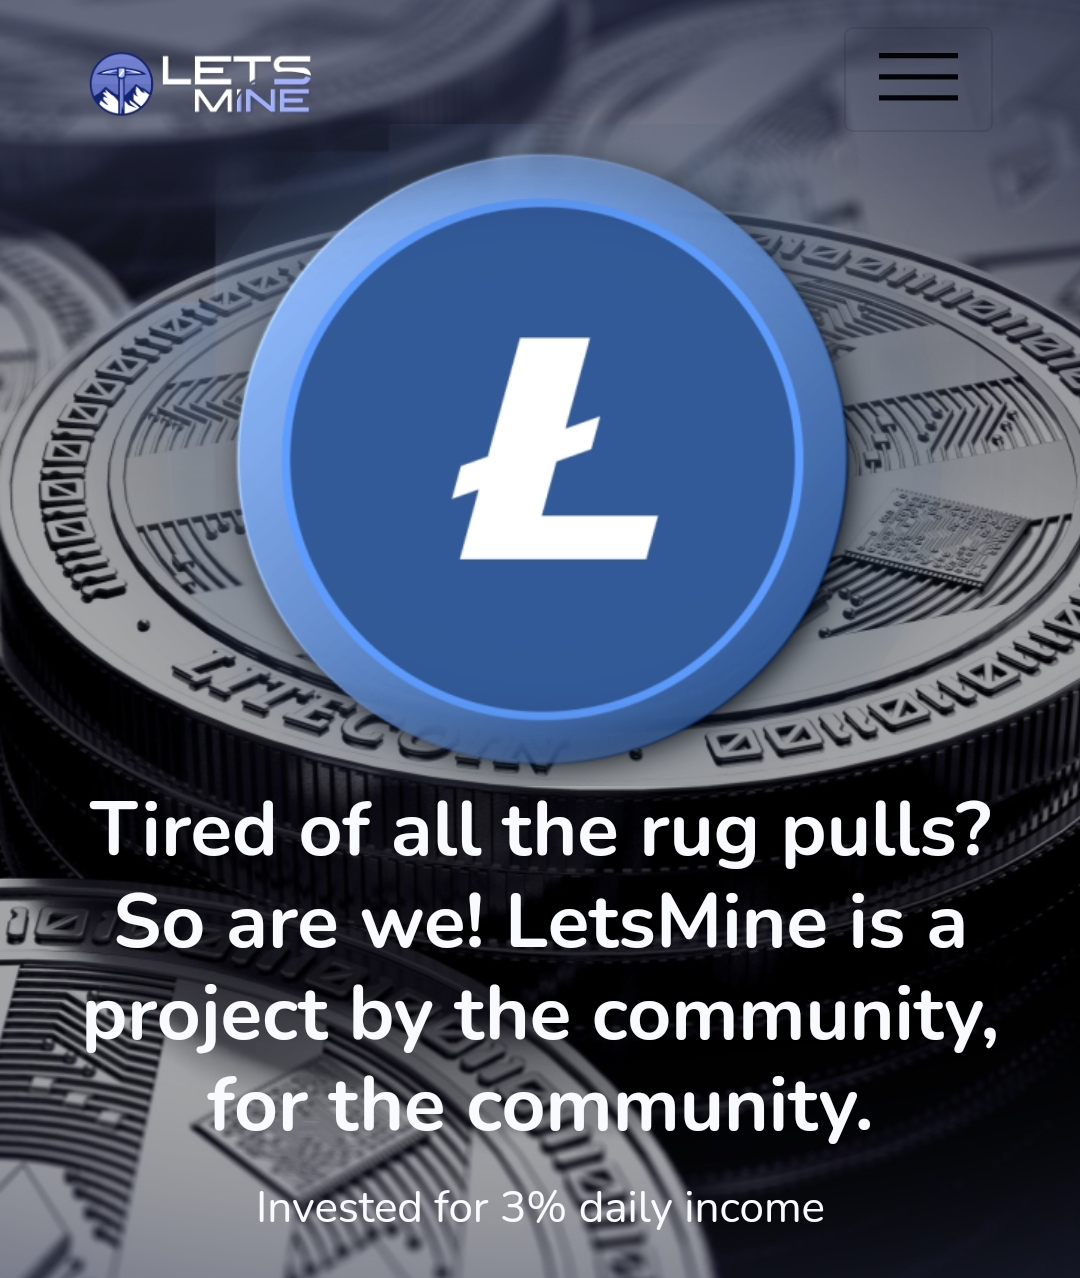 LETS
MINE
Ł
LITECOIN
Tired of all the rug pulls?
So are we! LetsMine is a
project by the community,
for the community.
Invested for 3% daily income